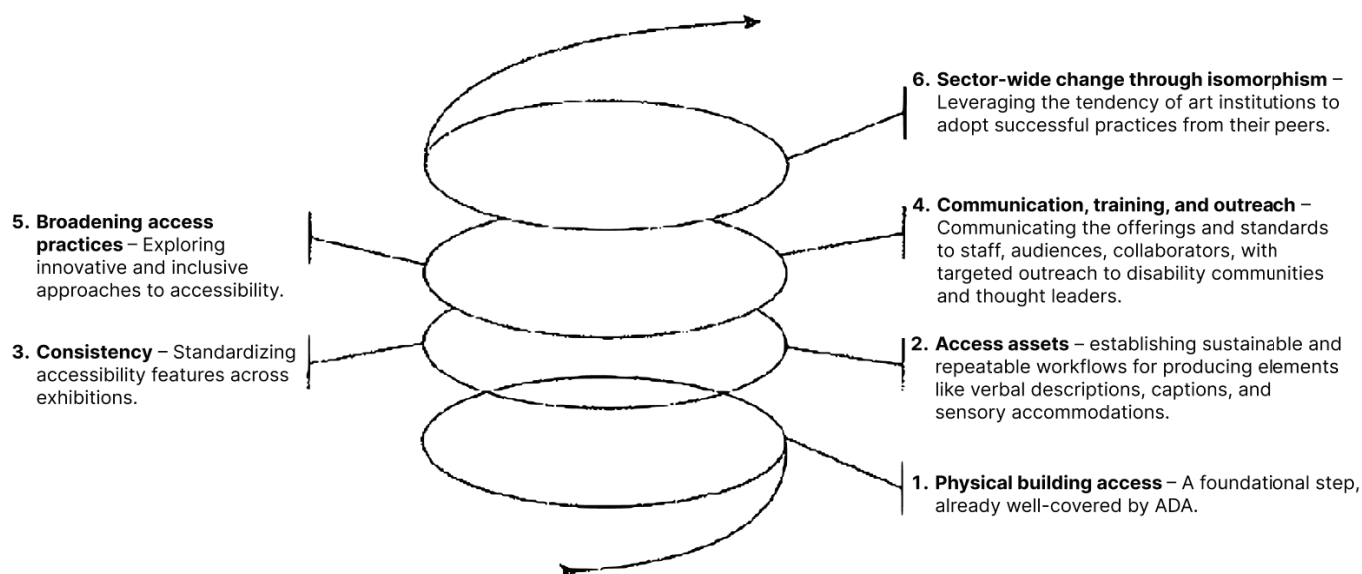 6. Sector-wide change through isomorphism –
Leveraging the tendency of art institutions to
adopt successful practices from their peers.
5. Broadening access
practices – Exploring
innovative and inclusive
approaches to accessibility.
4. Communication, training, and outreach –
Communicating the offerings and standards
to staff, audiences, collaborators, with
targeted outreach to disability communities
and thought leaders.
3. Consistency – Standardizing
accessibility features across
exhibitions.
2. Access assets – establishing sustainable and
repeatable workflows for producing elements
like verbal descriptions, captions, and
sensory accommodations.
1. Physical building access – A foundational step,
already well-covered by ADA.